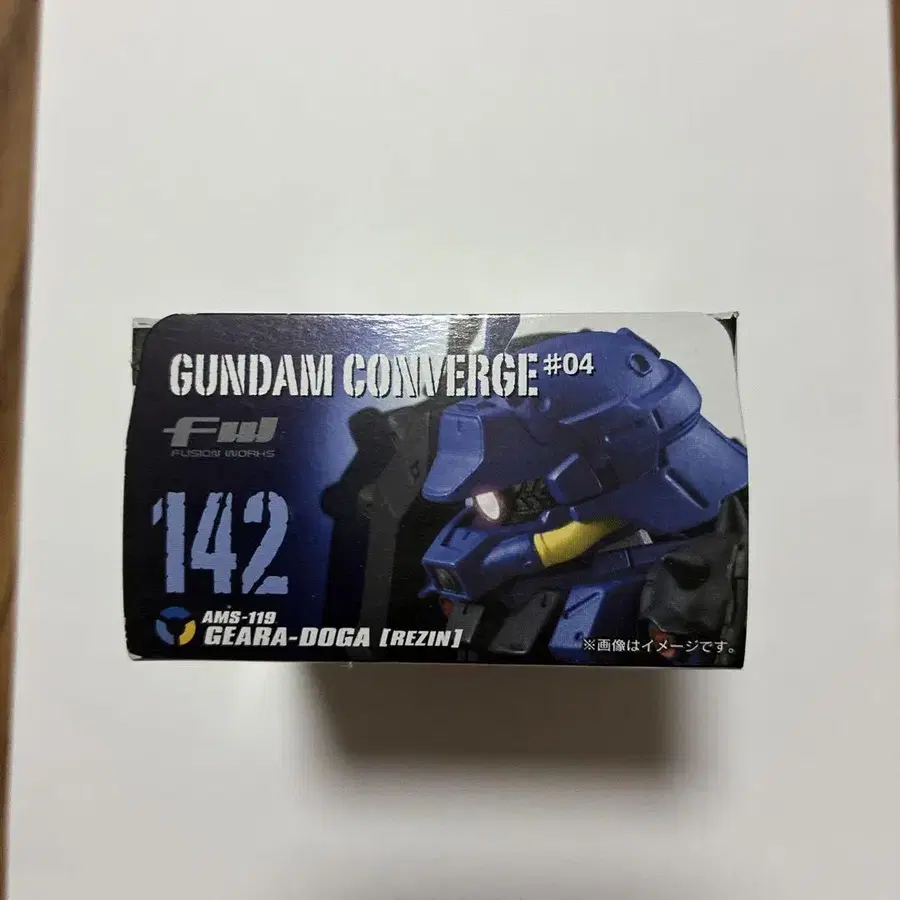 GUNDAM CONVERGE #04
FW
FUSION WORKS
142
AMS-119
GEARA-DOGA [REZIN]
※画像はイメージです。